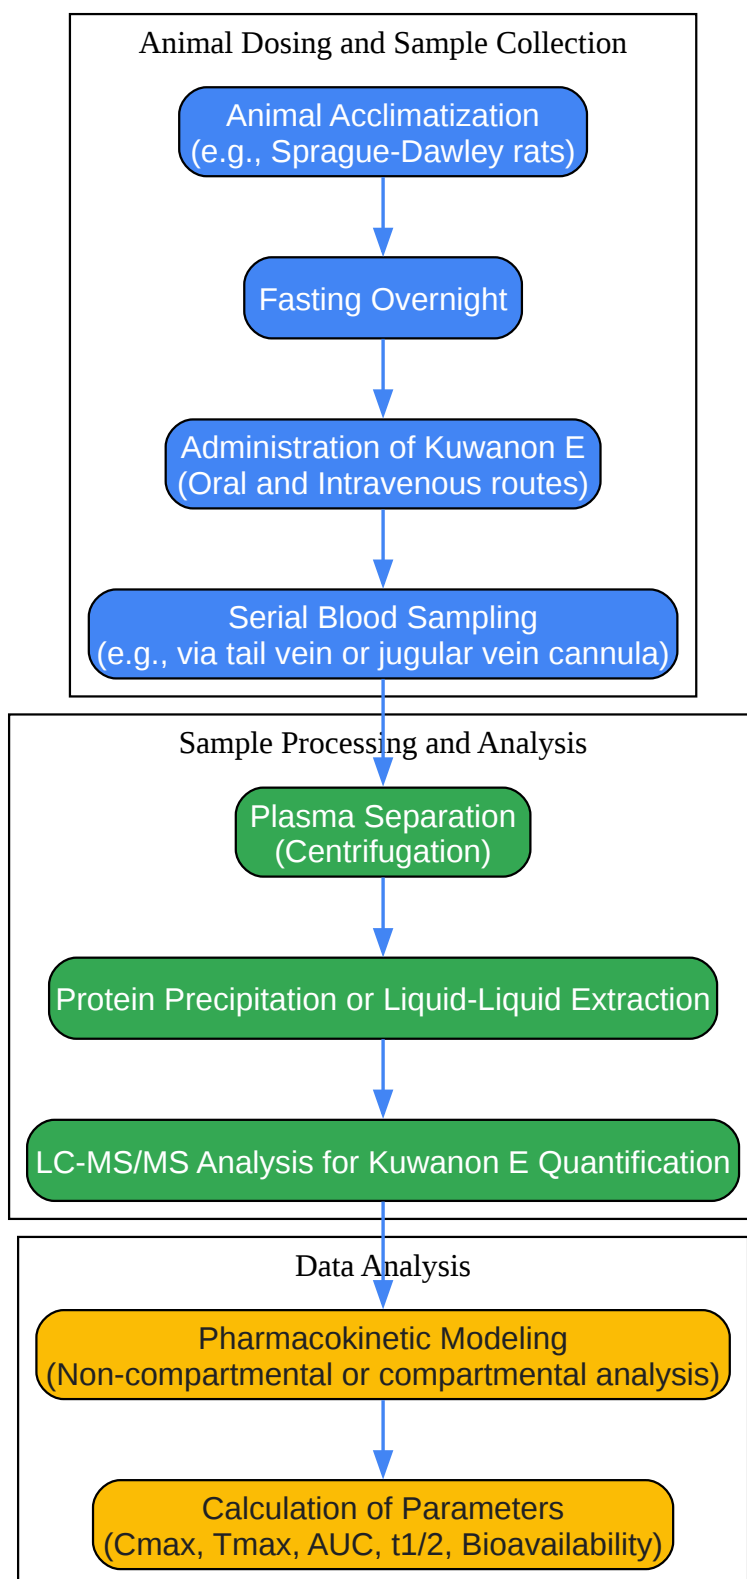 Animal Dosing and Sample Collection
Animal Acclimatization
(e.g., Sprague-Dawley rats)
Fasting Overnight
Administration of Kuwanon E
(Oral and Intravenous routes)
Serial Blood Sampling
(e.g., via tail vein or jugular vein cannula)
Sample Processing and Analysis
Plasma Separation
(Centrifugation)
Protein Precipitation or Liquid-Liquid Extraction
LC-MS/MS Analysis for Kuwanon E Quantification
Data Analysis
Pharmacokinetic Modeling
(Non-compartmental or compartmental analysis)
Calculation of Parameters
(Cmax, Tmax, AUC, t1/2, Bioavailability)